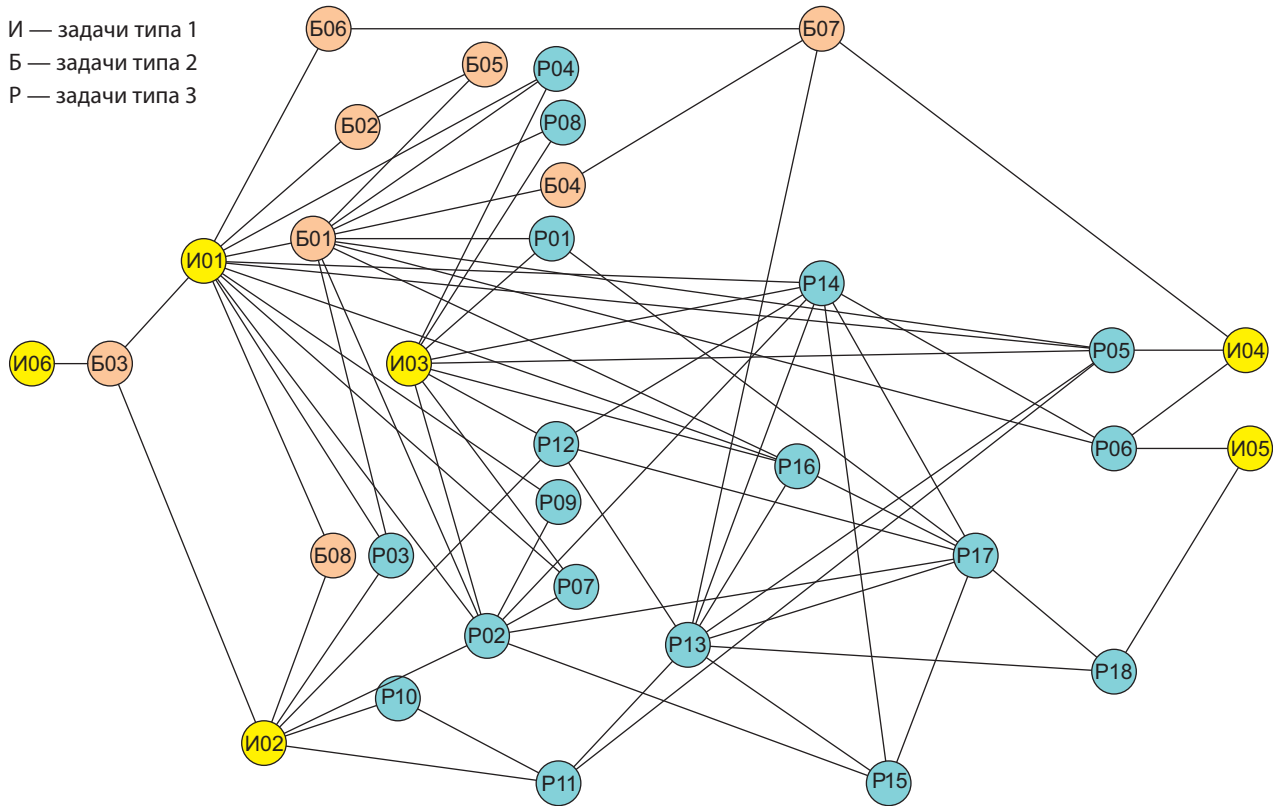 И — задачи типа 1
Б — задачи типа 2
Р — задачи типа 3
Б06
Б07
Б05
Р04
Б02
Р08
Б04
Б01
Р01
И01
Р14
И06
Б03
И03
Р05
И04
Р12
Р16
Р06
И05
Р09
Б08
Р03
Р07
Р17
Р02
Р13
Р18
Р10
И02
Р11
Р15